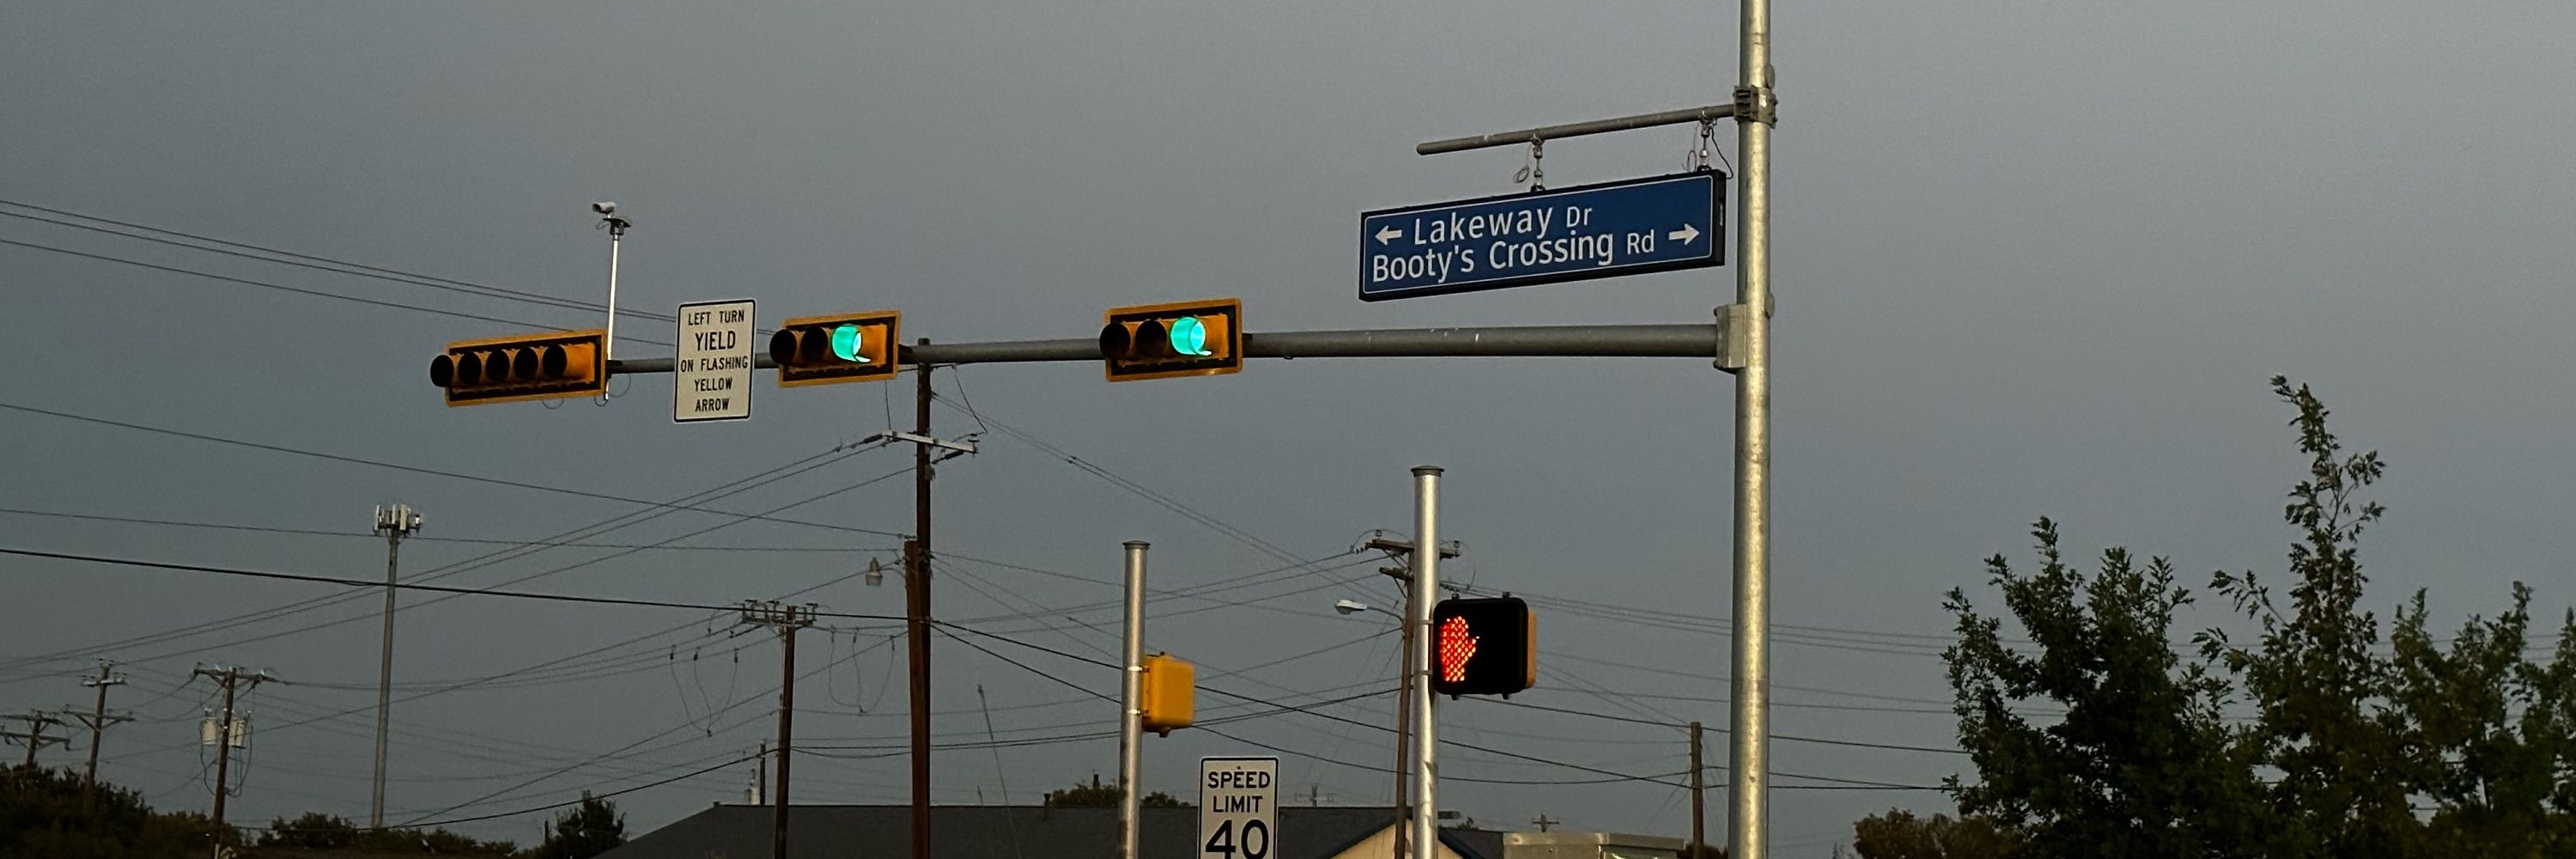 ← Lakeway Dr
Booty's Crossing Rd →
LEFT TURN
YIELD
ON FLASHING
YELLOW
ARROW
SPEED
LIMIT
40